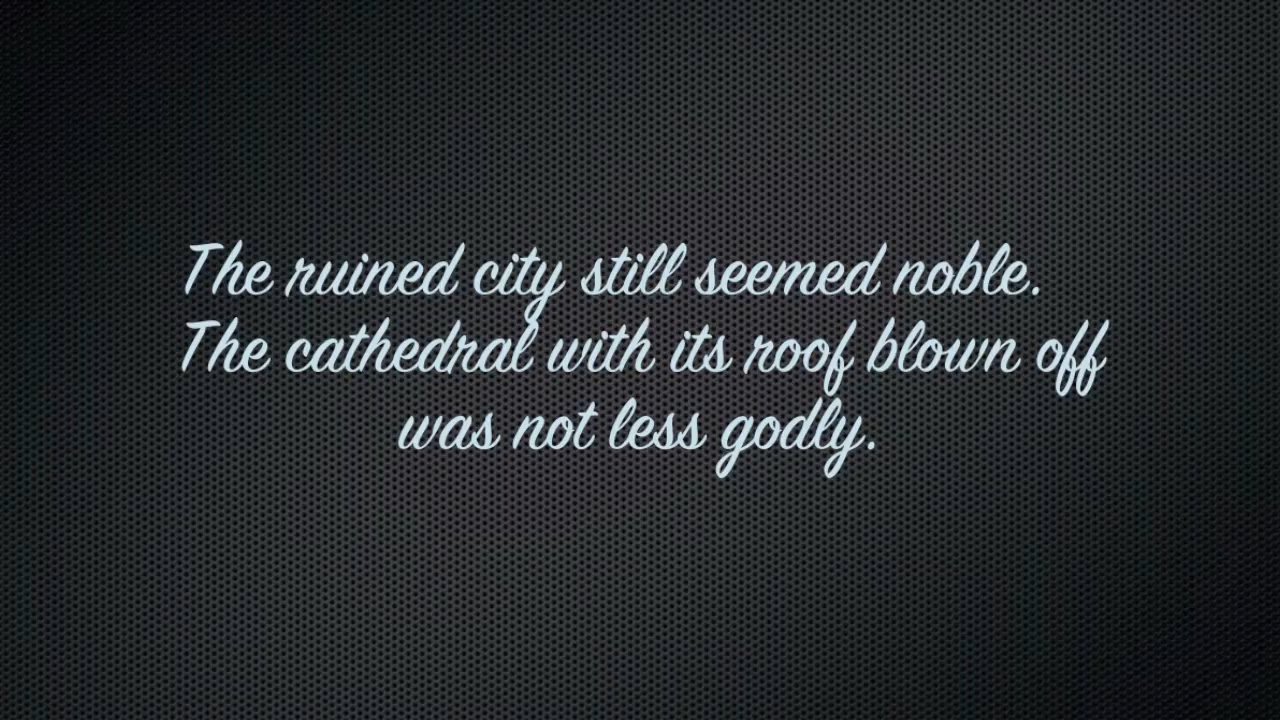 The ruined city still seemed noble.
The cathedral with its roof blown off
was not less godly.